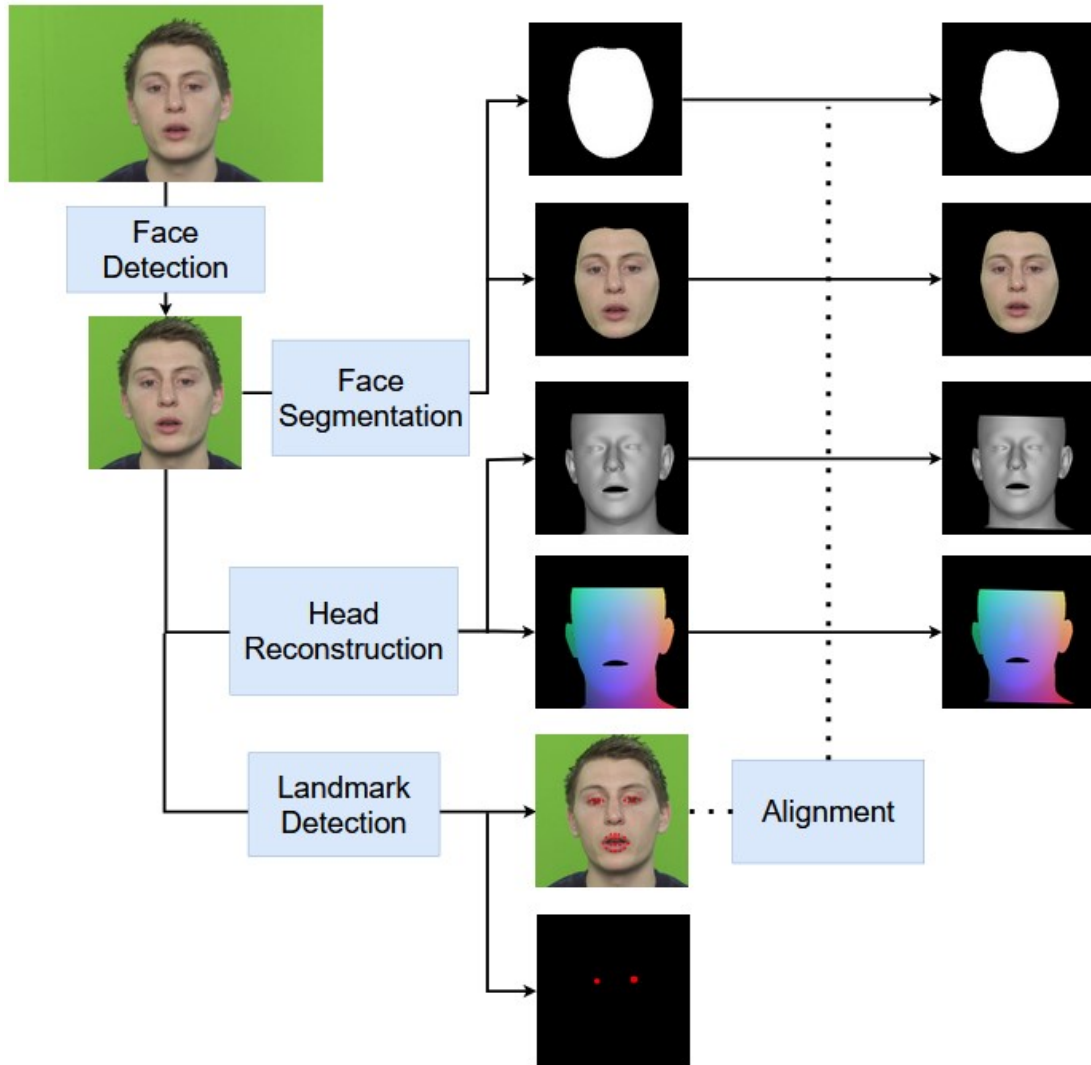 Face
Detection
Face
Segmentation
Head
Reconstruction
Landmark
Detection
Alignment